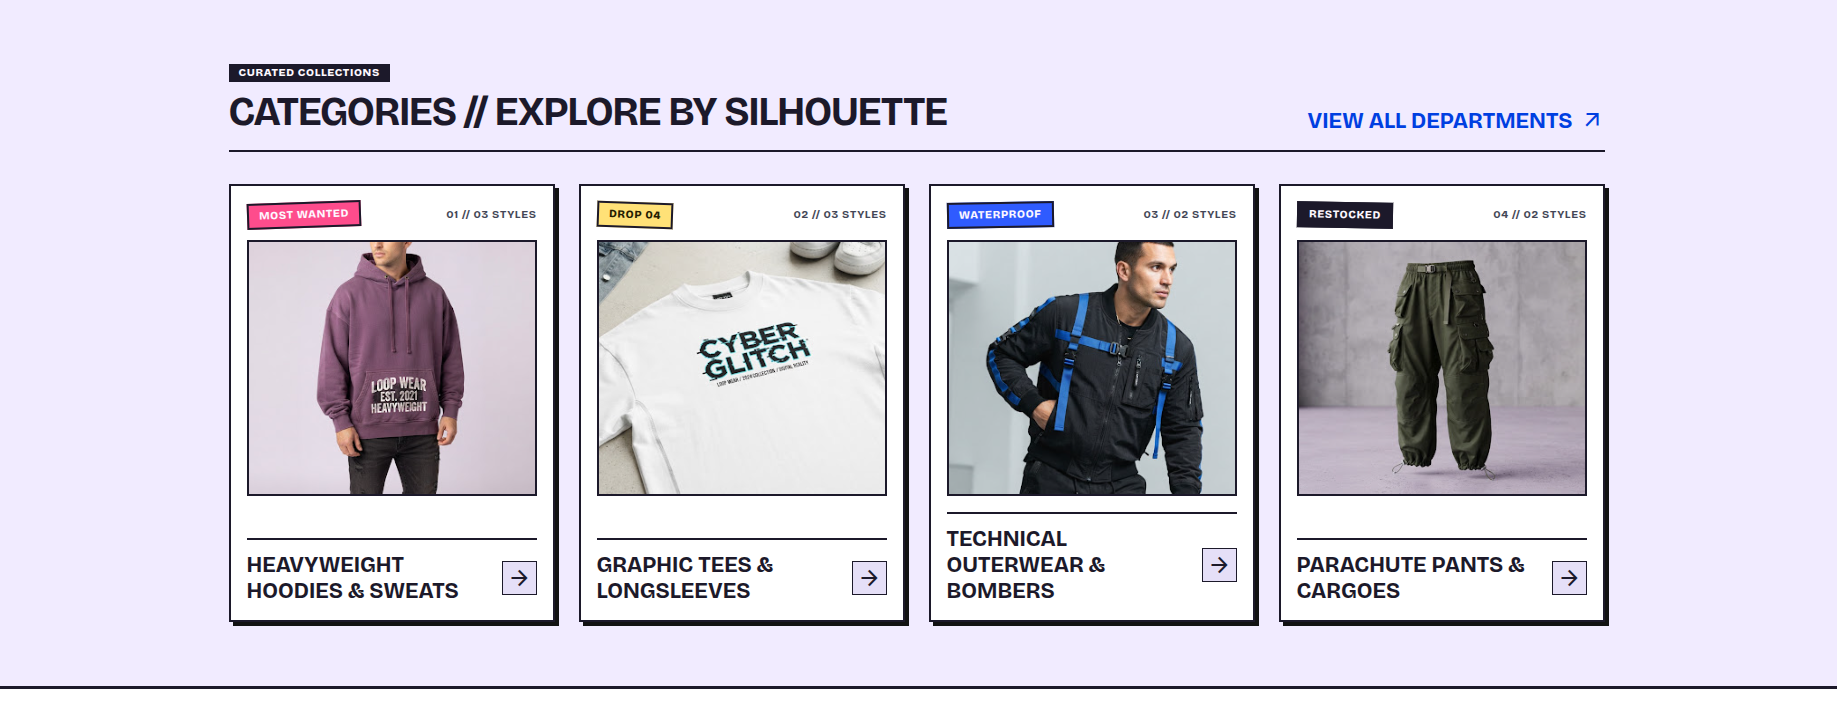 CURATED COLLECTIONS
CATEGORIES // EXPLORE BY SILHOUETTE
VIEW ALL DEPARTMENTS
MOST WANTED
01 // 03 STYLES
LOOP WEAR
EST. 2021
HEAVYWEIGHT
HEAVYWEIGHT
HOODIES & SWEATS
DROP 04
02 // 03 STYLES
CYBER
GLITCH
GRAPHIC TEES &
LONGSLEEVES
WATERPROOF
03 // 02 STYLES
TECHNICAL
OUTERWEAR &
BOMBERS
RESTOCKED
04 // 02 STYLES
PARACHUTE PANTS &
CARGOES